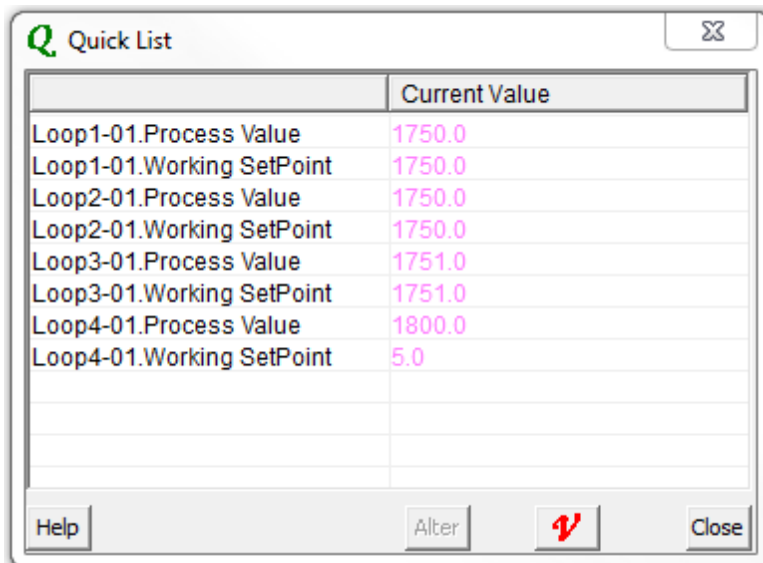 Quick List
Current Value
Loop1-01.Process Value 1750.0
Loop1-01.Working SetPoint 1750.0
Loop2-01.Process Value 1750.0
Loop2-01.Working SetPoint 1750.0
Loop3-01.Process Value 1751.0
Loop3-01.Working SetPoint 1751.0
Loop4-01.Process Value 1800.0
Loop4-01.Working SetPoint 5.0
Help Alter V Close